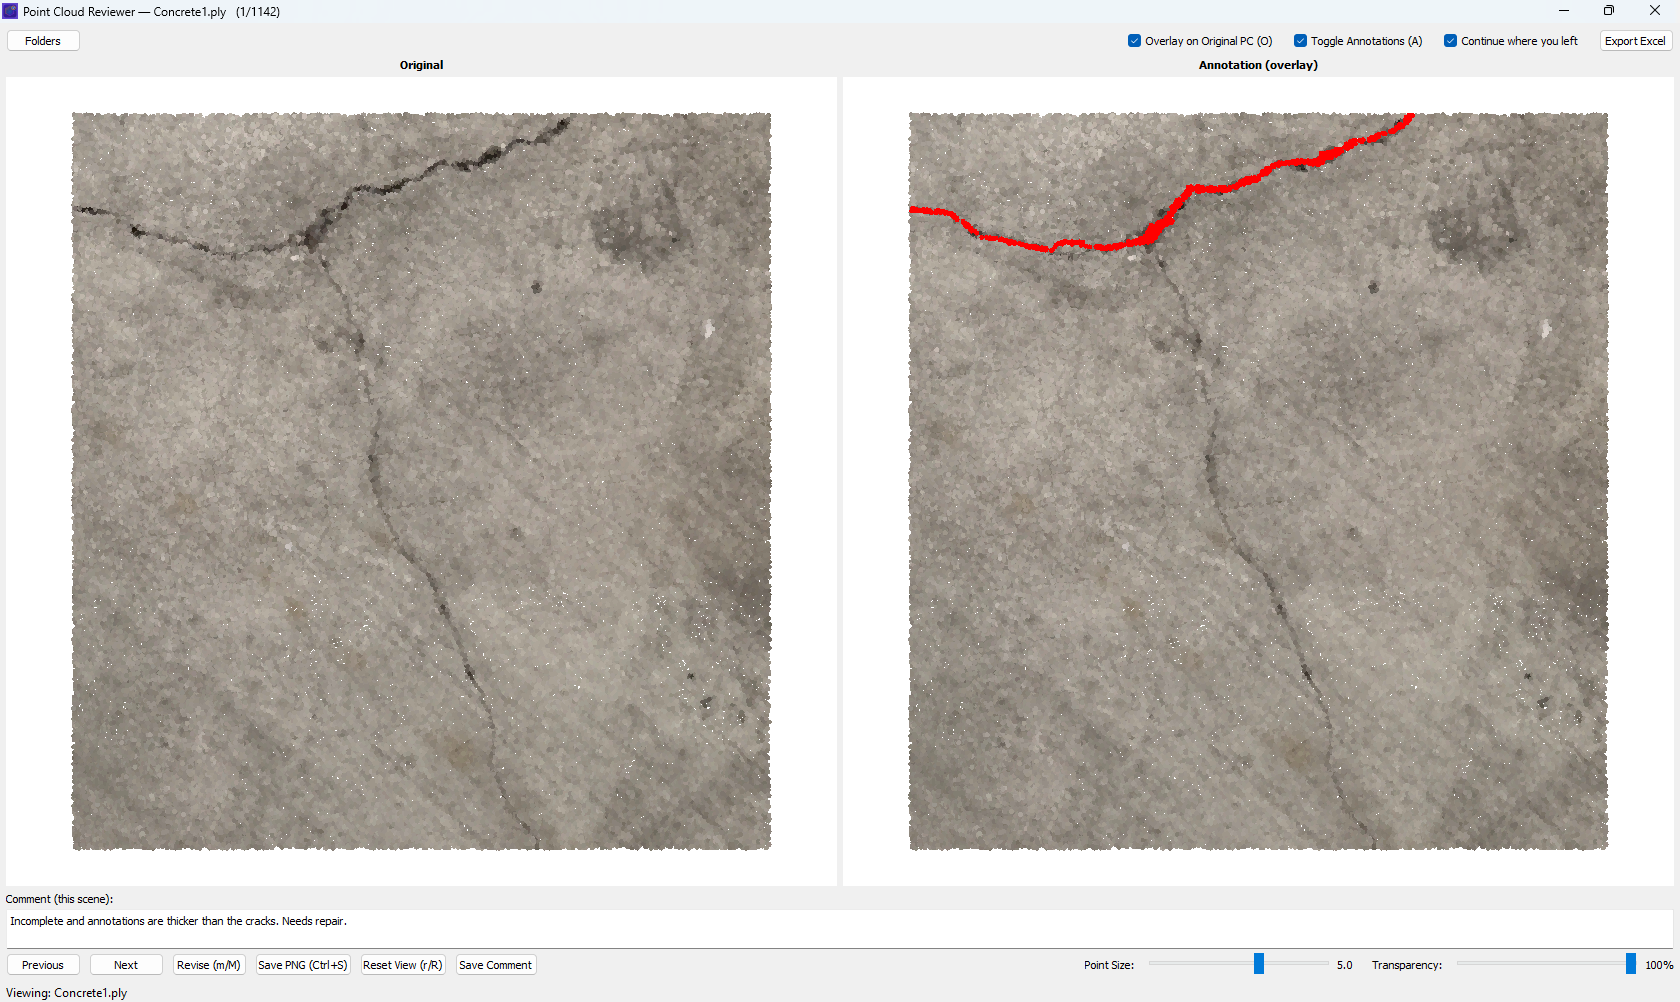 Point Cloud Reviewer — Concrete1.ply (1/1142)
Folders
Overlay on Original PC (O)
Toggle Annotations (A)
Continue where you left
Export Excel
Original
Annotation (overlay)
Comment (this scene):
Incomplete and annotations are thicker than the cracks. Needs repair.
Previous
Next
Revise (m/M)
Save PNG (Ctrl+S)
Reset View (r/R)
Save Comment
Point Size:
5.0
Transparency:
100%
Viewing: Concrete1.ply